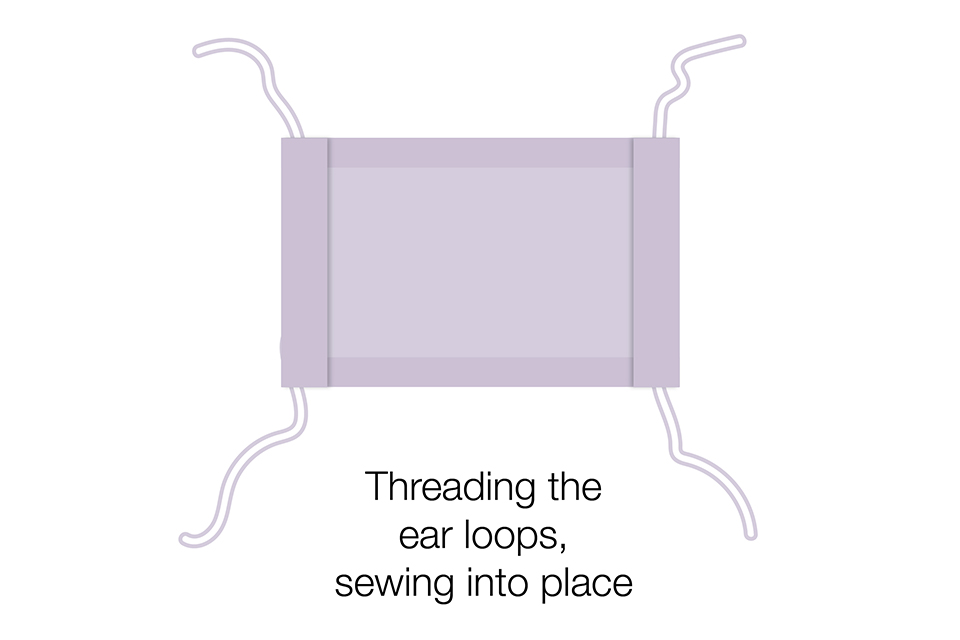 Threading the
ear loops,
sewing into place